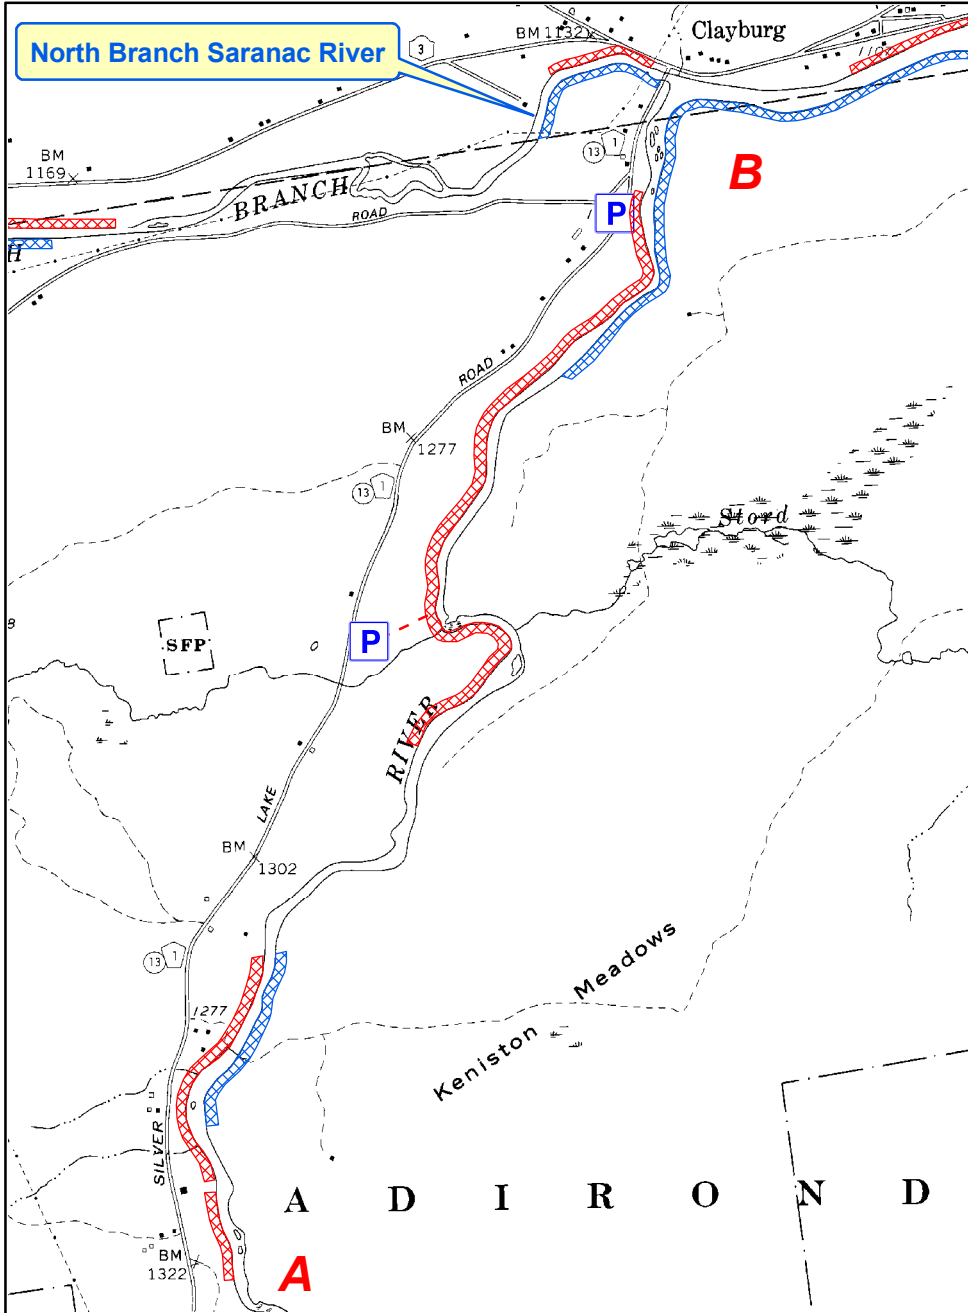 North Branch Saranac River
3
BM 1132
Clayburg
110
BM
1169
13
1
B
BRANCH
ROAD
P
H
ROAD
BM
1277
13
1
Stord
P
SFP
RIVER
LAKE
BM
1302
Keniston Meadows
13
1
1277
SILVER
A D I R O N D
BM
1322
A